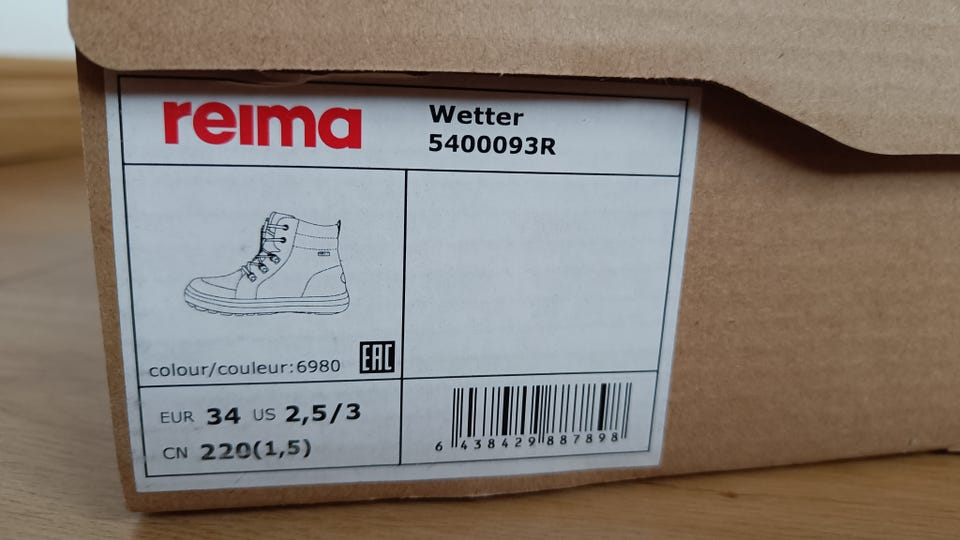 reima
Wetter
5400093R
colour/couleur:6980
EAC
EUR 34 US 2,5/3
CN 220(1,5)
6 438429 887898